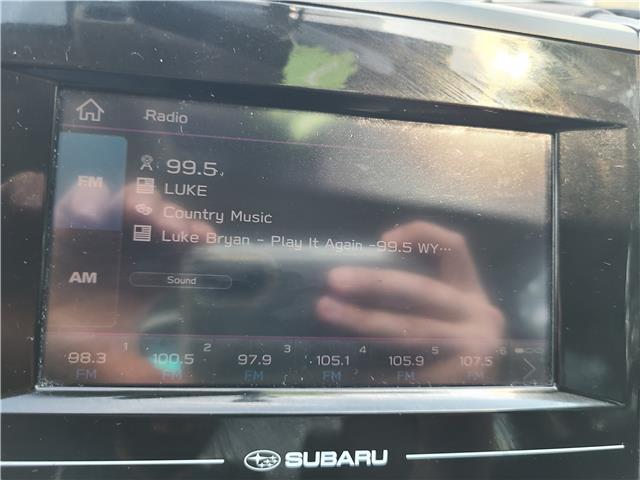 Radio
FM
99.5
LUKE
Country Music
Luke Bryan - Play It Again -99.5 WY…
AM
Sound
1 2 3 4 5 6
98.3 100.5 97.9 105.1 105.9 107.5
FM FM FM FM FM FM
SUBARU